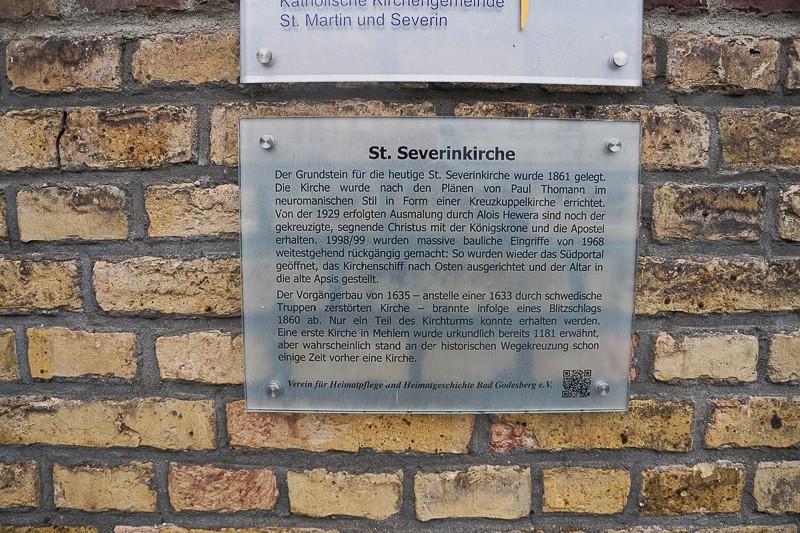 Katholische Kirchengemeinde
St. Martin und Severin
St. Severinkirche
Der Grundstein für die heutige St. Severinkirche wurde 1861 gelegt.
Die Kirche wurde nach den Plänen von Paul Thomann im
neuromanischen Stil in Form einer Kreuzkuppelkirche errichtet.
Von der 1929 erfolgten Ausmalung durch Alois Hewera sind noch der
gekreuzigte, segnende Christus mit der Königskrone und die Apostel
erhalten. 1998/99 wurden massive bauliche Eingriffe von 1968
weitestgehend rückgängig gemacht: So wurden wieder das Südportal
geöffnet, das Kirchenschiff nach Osten ausgerichtet und der Altar in
die alte Apsis gestellt.
Der Vorgängerbau von 1635 – anstelle einer 1633 durch schwedische
Truppen zerstörten Kirche – brannte infolge eines Blitzschlags
1860 ab. Nur ein Teil des Kirchturms konnte erhalten werden.
Eine erste Kirche in Mehlem wurde urkundlich bereits 1181 erwähnt,
aber wahrscheinlich stand an der historischen Wegekreuzung schon
einige Zeit vorher eine Kirche.
Verein für Heimatpflege und Heimatgeschichte Bad Godesberg e.V.